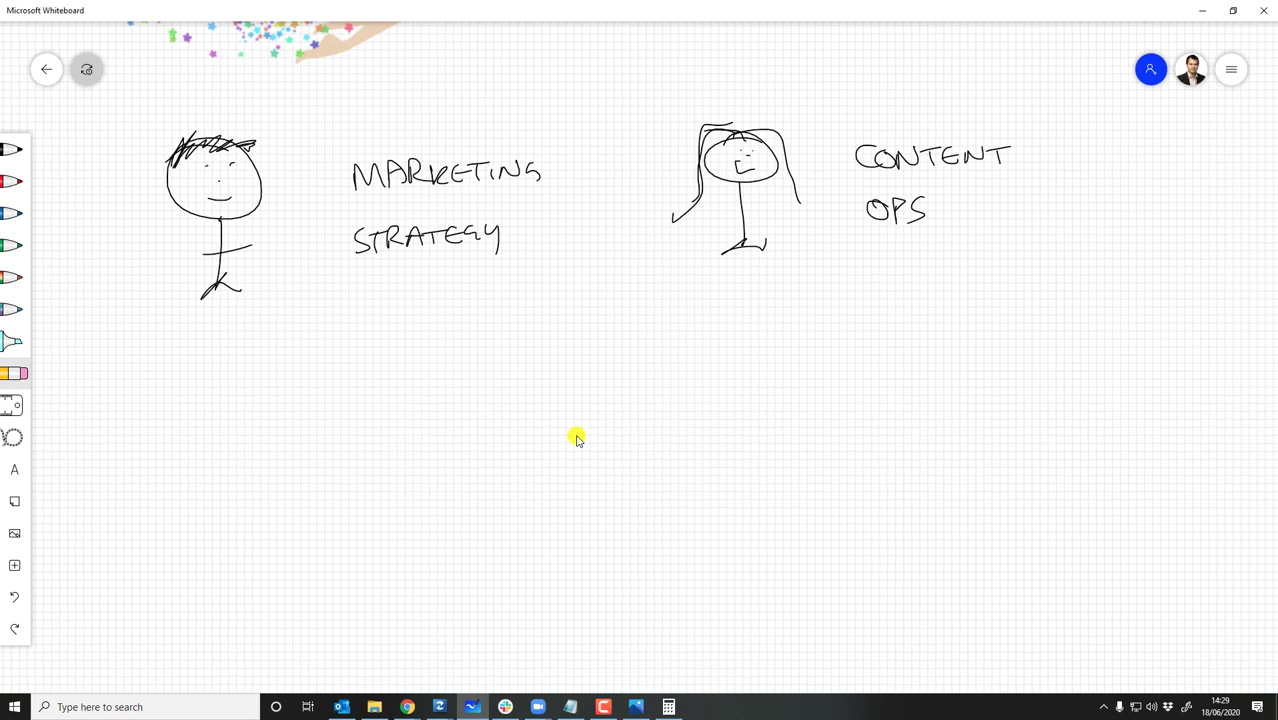 Microsoft Whiteboard
MARKETING
STRATEGY
CONTENT
OPS
A
Type here to search
14:29
18/06/2020